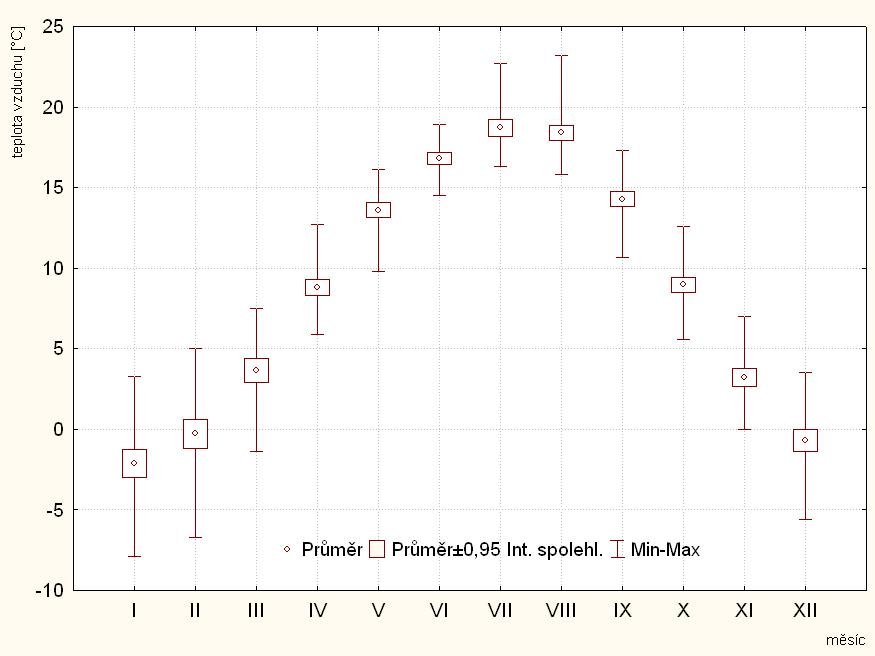 teplota vzduchu [°C]
25
20
15
10
5
0
-5
-10
Průměr Průměr±0,95 Int. spolehl. Min-Max
I II III IV V VI VII VIII IX X XI XII
měsíc